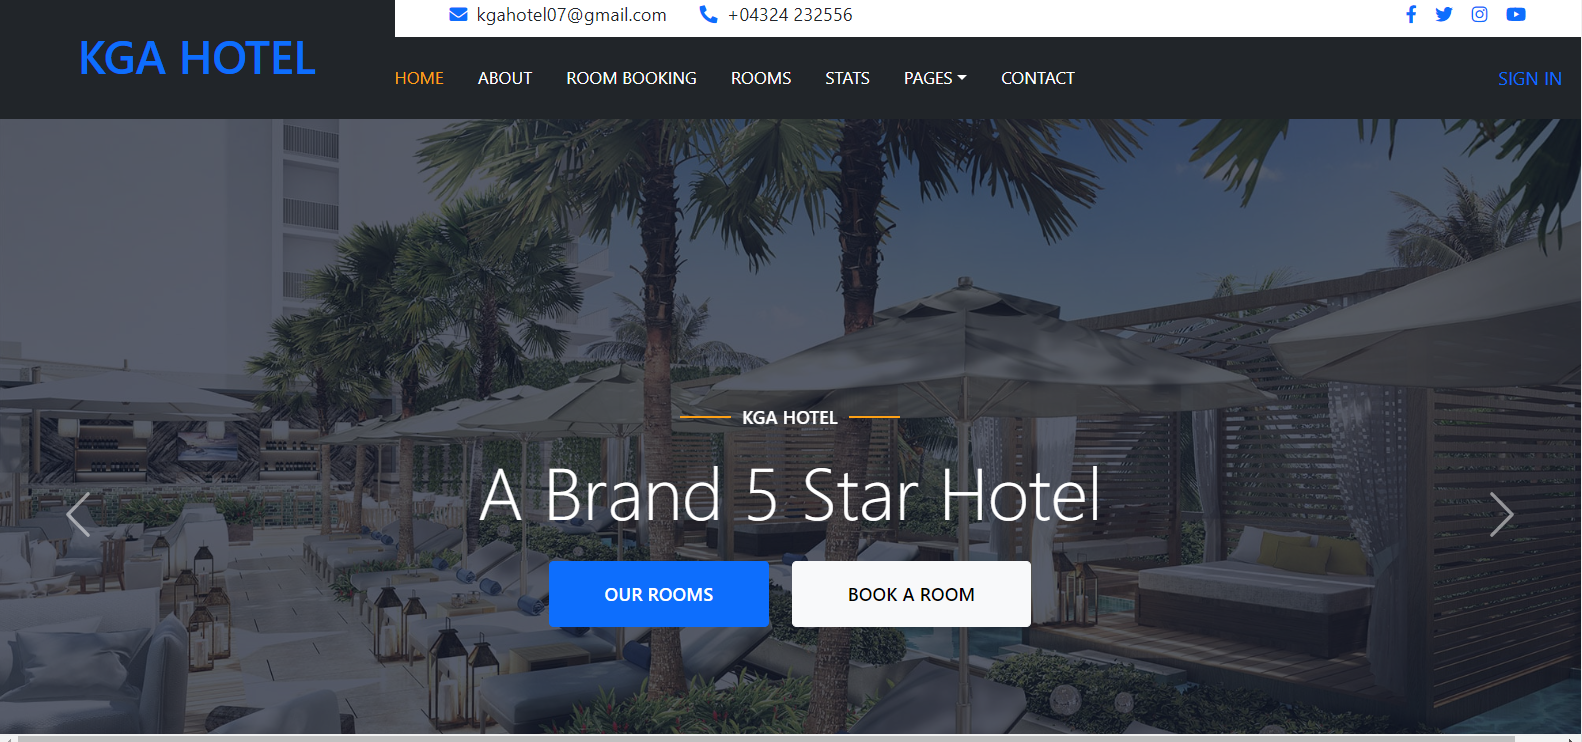 kgahotel07@gmail.com +04324 232556
KGA HOTEL
HOME ABOUT ROOM BOOKING ROOMS STATS PAGES CONTACT SIGN IN
KGA HOTEL
A Brand 5 Star Hotel
OUR ROOMS BOOK A ROOM